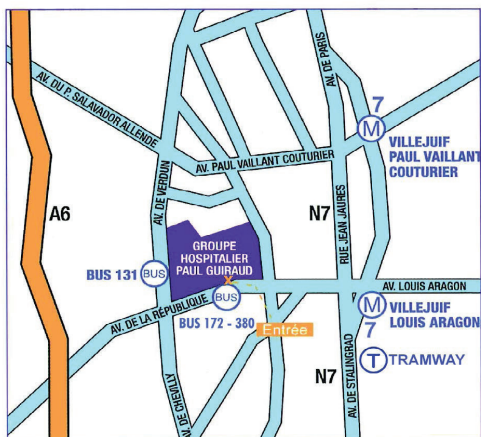 AV. DE PARIS
7
M
VILLEJUIF
PAUL VAILLANT
COUTURIER
AV. DU P. SALAVADOR ALLENDE
AV. PAUL VAILLANT COUTURIER
AV. DE VERDUN
A6
N7
RUE JEAN JAURES
GROUPE
HOSPITALIER
PAUL GUIRAUD
BUS 131
BUS
X
AV. LOUIS ARAGON
BUS
AV. DE LA RÉPUBLIQUE
BUS 172 - 380
Entrée
M
VILLEJUIF
LOUIS ARAGON
7
T
TRAMWAY
N7
AV. DE STALINGRAD
AV. DE CHEVILLY